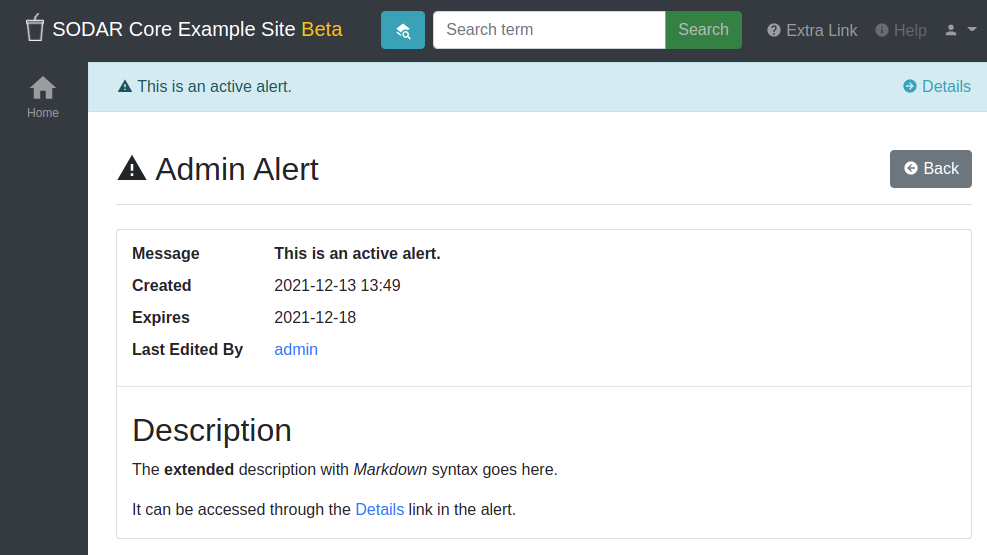 SODAR Core Example Site Beta
Search term
Search
Extra Link
Help
Home
This is an active alert.
Details
Admin Alert
Back
Message This is an active alert.
Created 2021-12-13 13:49
Expires 2021-12-18
Last Edited By admin
Description
The extended description with Markdown syntax goes here.
It can be accessed through the Details link in the alert.